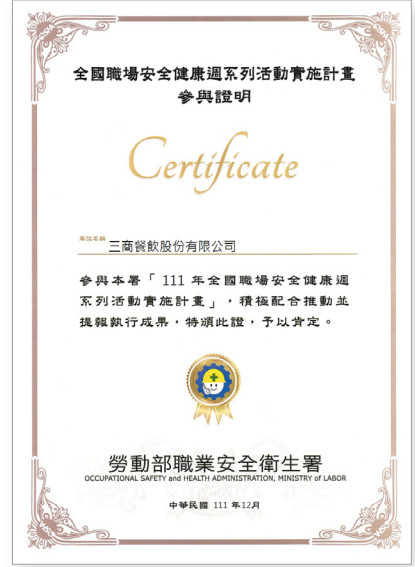 全國職場安全健康週系列活動實施計畫
參與證明
Certificate
單位名稱 三商餐飲股份有限公司
參與本署「111 年全國職場安全健康週
系列活動實施計畫」，積極配合推動並
提報執行成果，特頒此證，予以肯定。
勞動部職業安全衛生署
OCCUPATIONAL SAFETY and HEALTH ADMINISTRATION, MINISTRY of LABOR
中華民國 111 年12月